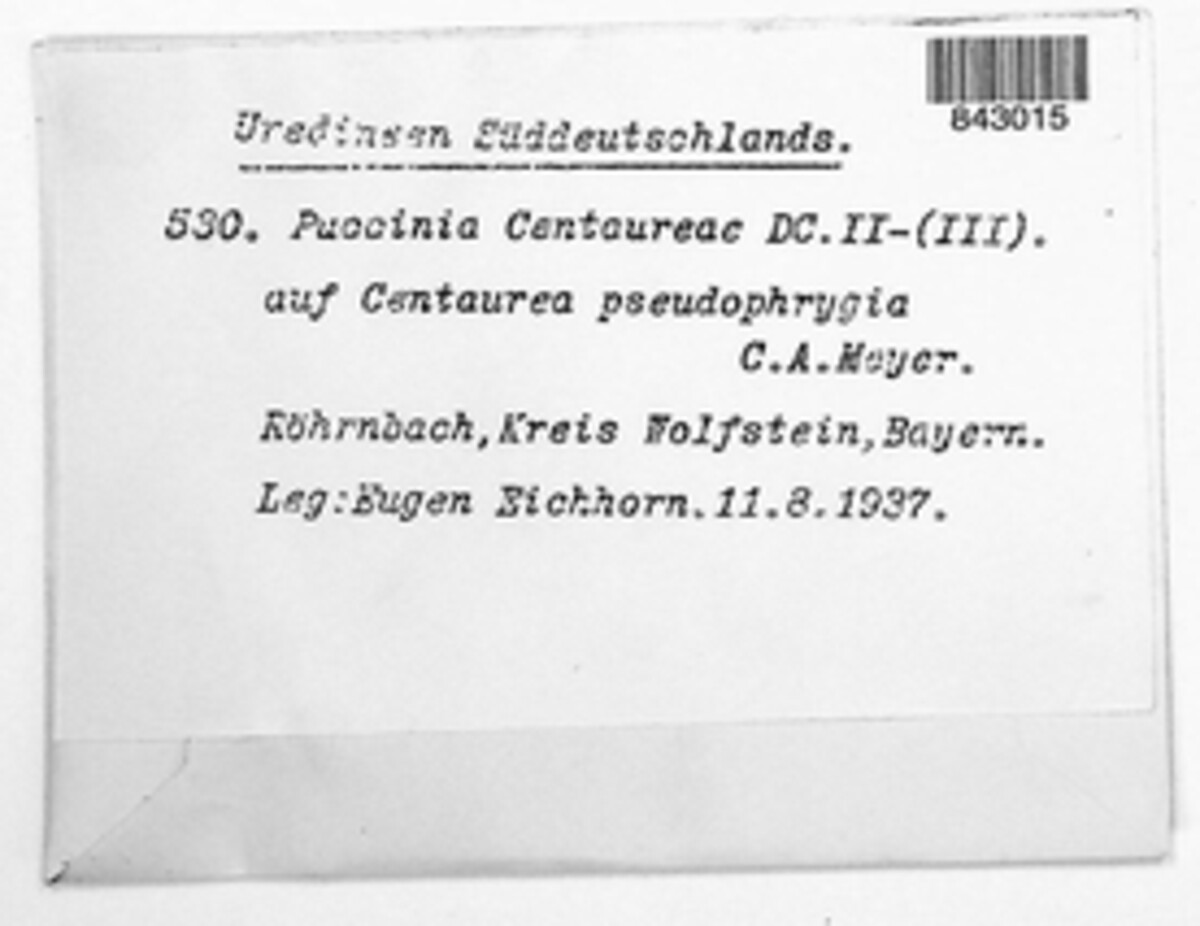 843015
Uredineen Süddeutschlands.
530. Puccinia Centaureae DC.II-(III).
auf Centaurea pseudophrygia
C.A.Meyer.
Röhrnbach,Kreis Wolfstein,Bayern.
Leg:Eugen Eichhorn.11.8.1937.